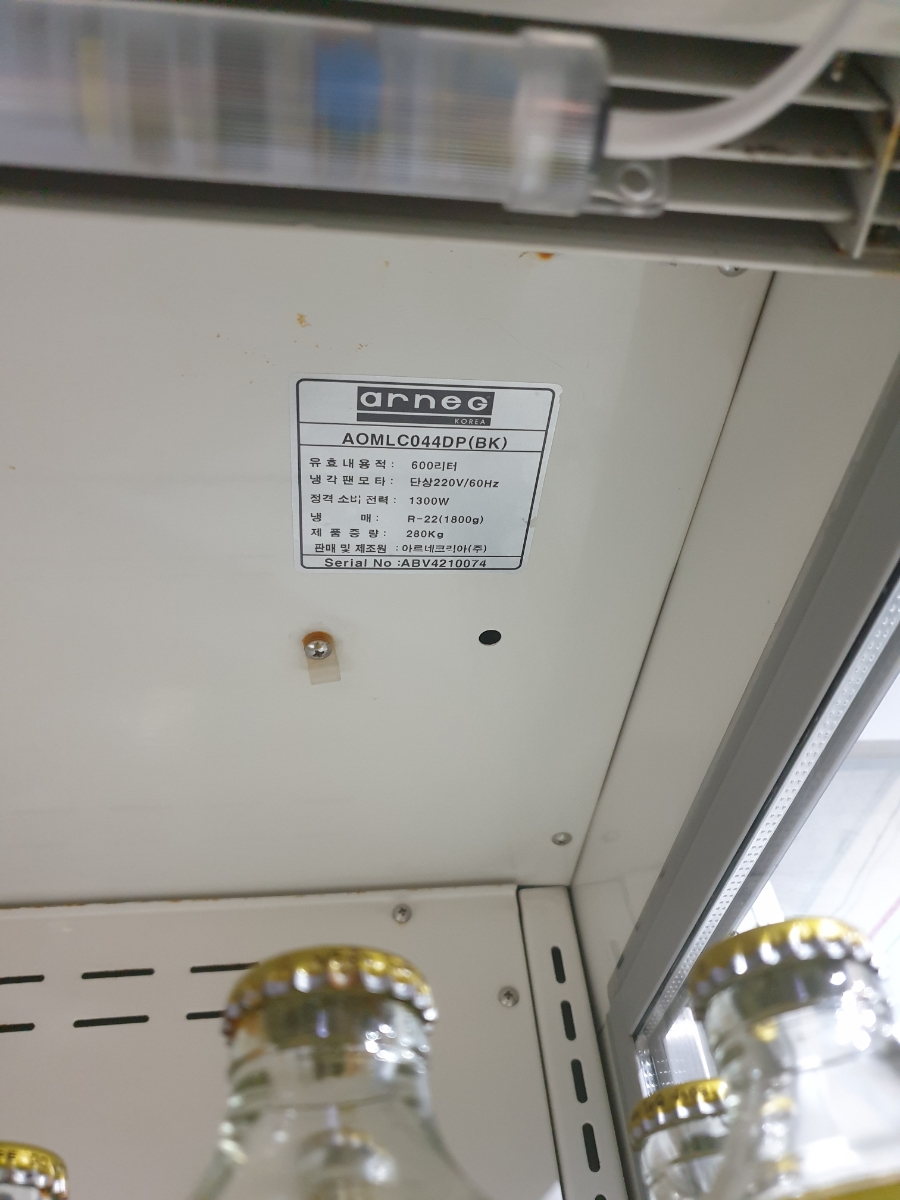 arneG
KOREA
AOMLC044DP(BK)
유 효 내 용 적 : 600리터
냉 각 팬 모 타 : 단상220V/60Hz
정격 소비 전력 : 1300W
냉 매 : R-22(1800g)
제 품 중 량 : 280Kg
판매 및 제조원 : 아르네코리아(주)
Serial No :ABV4210074